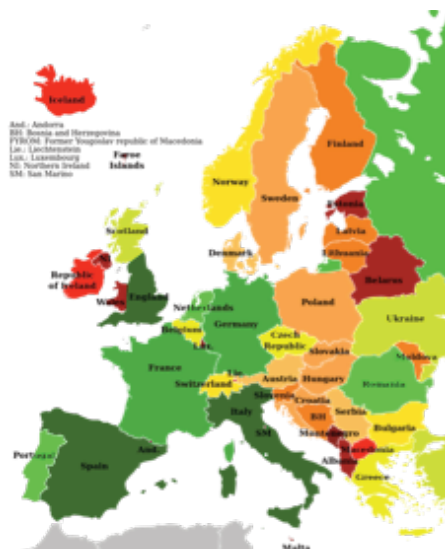 Iceland
And.: Andorra
BH: Bosnia and Herzegovina
FYROM: Former Yougoslav republic of Macedonia
Lie.: Liechtenstein
Lux.: Luxembourg
NI: Northern Ireland
SM: San Marino
Faroe
Islands
Finland
Norway
Sweden
Estonia
Scotland
Latvia
Denmark
Lithuania
NI
Republic
of Ireland
Belarus
Wales
England
Netherlands
Poland
Germany
Ukraine
Belgium
Lux.
Czech
Republic
Slovakia
Moldova
France
Lie.
Austria
Hungary
Romania
Switzerland
Slovenia
Croatia
Italy
BH
Serbia
SM
Montenegro
Bulgaria
And.
Macedonia
Portugal
Spain
Albania
Greece
Malta